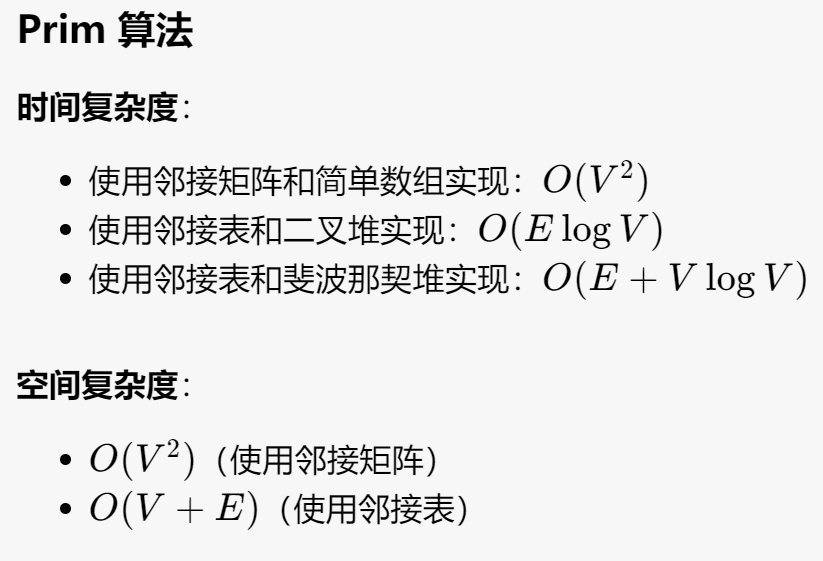 Prim 算法
时间复杂度：
• 使用邻接矩阵和简单数组实现：O(V²)
• 使用邻接表和二叉堆实现：O(E log V)
• 使用邻接表和斐波那契堆实现：O(E + V log V)
空间复杂度：
• O(V²)（使用邻接矩阵）
• O(V + E)（使用邻接表）